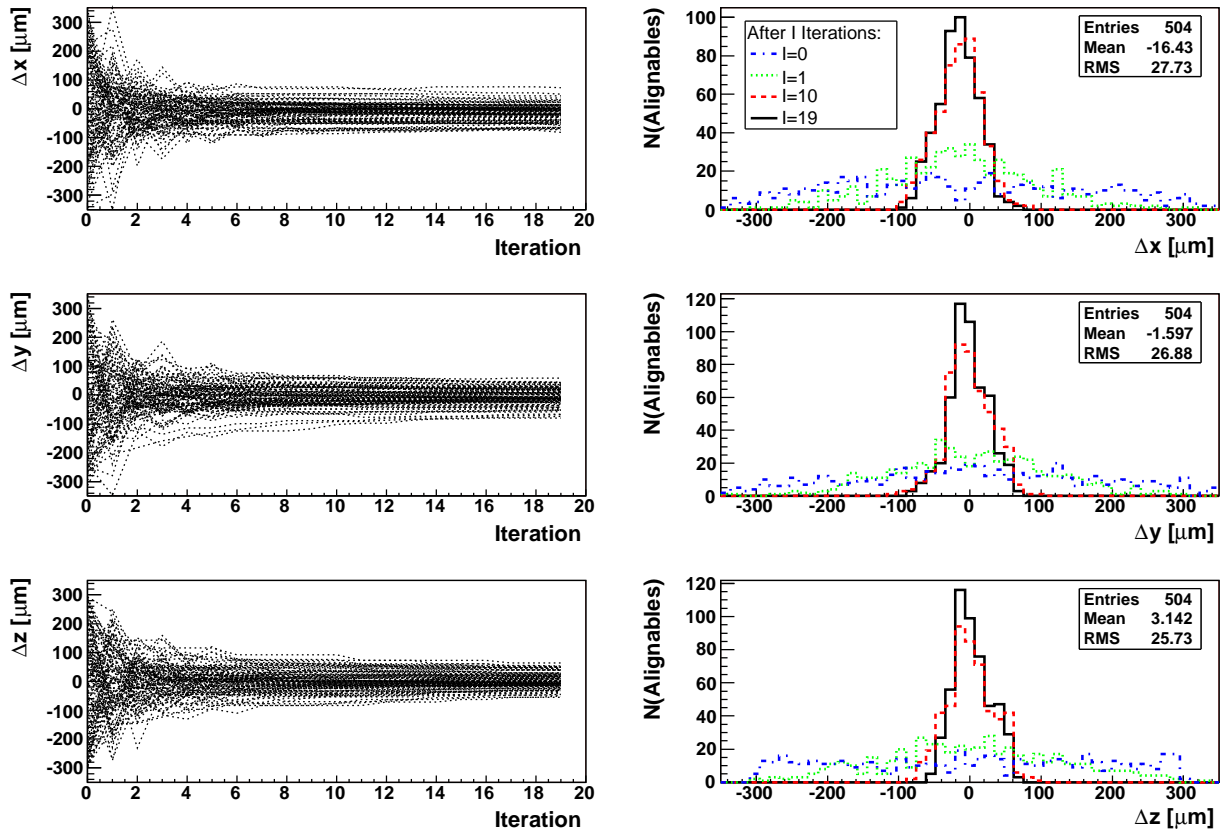 Δx [μm]
300
200
100
0
-100
-200
-300
0 2 4 6 8 10 12 14 16 18 20
Iteration
N(Alignables)
100
80
60
40
20
0
After I Iterations:
I=0
I=1
I=10
I=19
Entries 504
Mean -16.43
RMS 27.73
-300 -200 -100 0 100 200 300
Δx [μm]
Δy [μm]
300
200
100
0
-100
-200
-300
0 2 4 6 8 10 12 14 16 18 20
Iteration
N(Alignables)
120
100
80
60
40
20
0
Entries 504
Mean -1.597
RMS 26.88
-300 -200 -100 0 100 200 300
Δy [μm]
Δz [μm]
300
200
100
0
-100
-200
-300
0 2 4 6 8 10 12 14 16 18 20
Iteration
N(Alignables)
120
100
80
60
40
20
0
Entries 504
Mean 3.142
RMS 25.73
-300 -200 -100 0 100 200 300
Δz [μm]